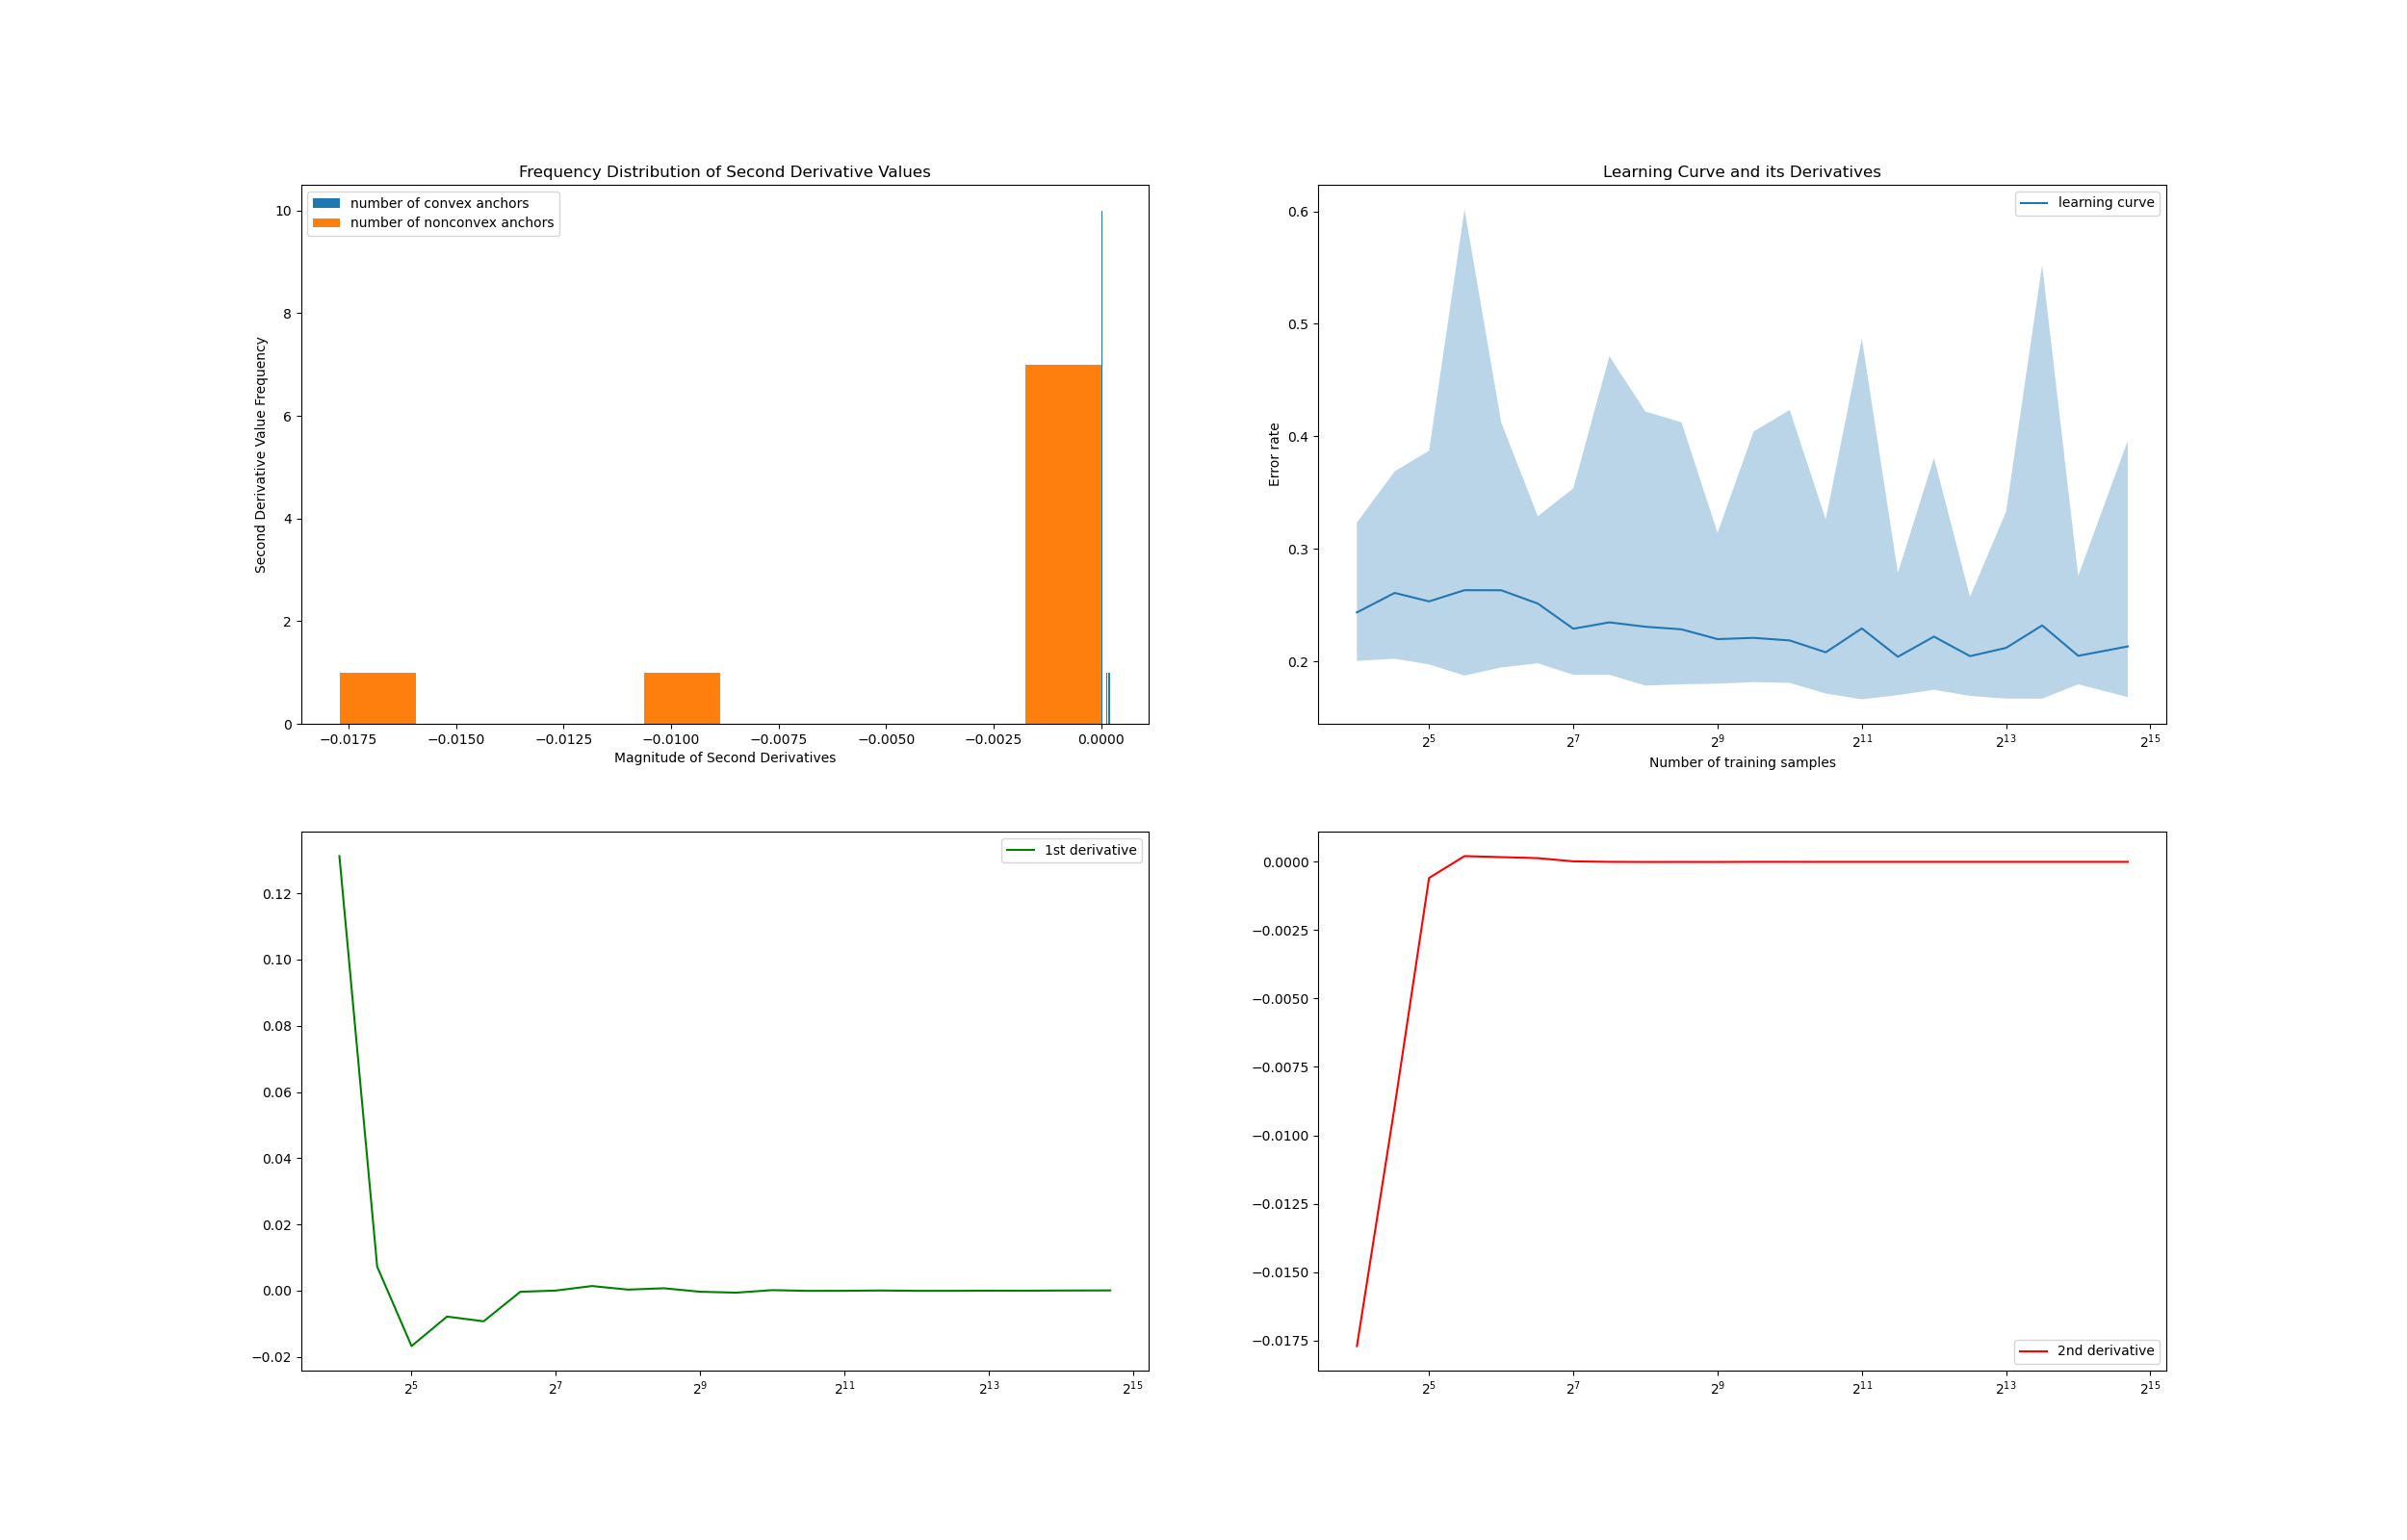 Frequency Distribution of Second Derivative Values
number of convex anchors
number of nonconvex anchors
Second Derivative Value Frequency
10
8
6
4
2
0
−0.0175 −0.0150 −0.0125 −0.0100 −0.0075 −0.0050 −0.0025 0.0000
Magnitude of Second Derivatives
Learning Curve and its Derivatives
learning curve
Error rate
0.6
0.5
0.4
0.3
0.2
2^5 2^7 2^9 2^11 2^13 2^15
Number of training samples
1st derivative
0.12
0.10
0.08
0.06
0.04
0.02
0.00
−0.02
2^5 2^7 2^9 2^11 2^13 2^15
0.0000
−0.0025
−0.0050
−0.0075
−0.0100
−0.0125
−0.0150
−0.0175
2nd derivative
2^5 2^7 2^9 2^11 2^13 2^15